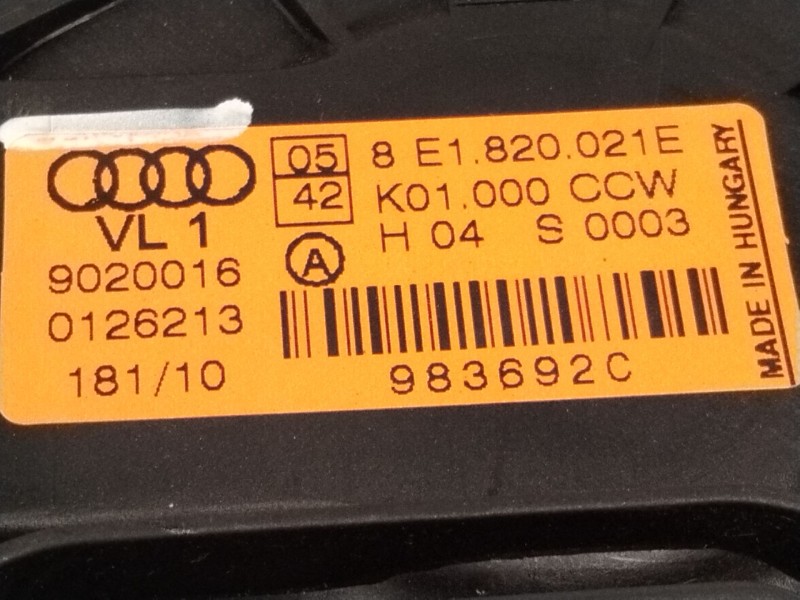 05 8 E1.820.021E
42 K01.000 CCW
VL 1 A H 04 S 0003
9020016
0126213
181/10 983692C
MADE IN HUNGARY